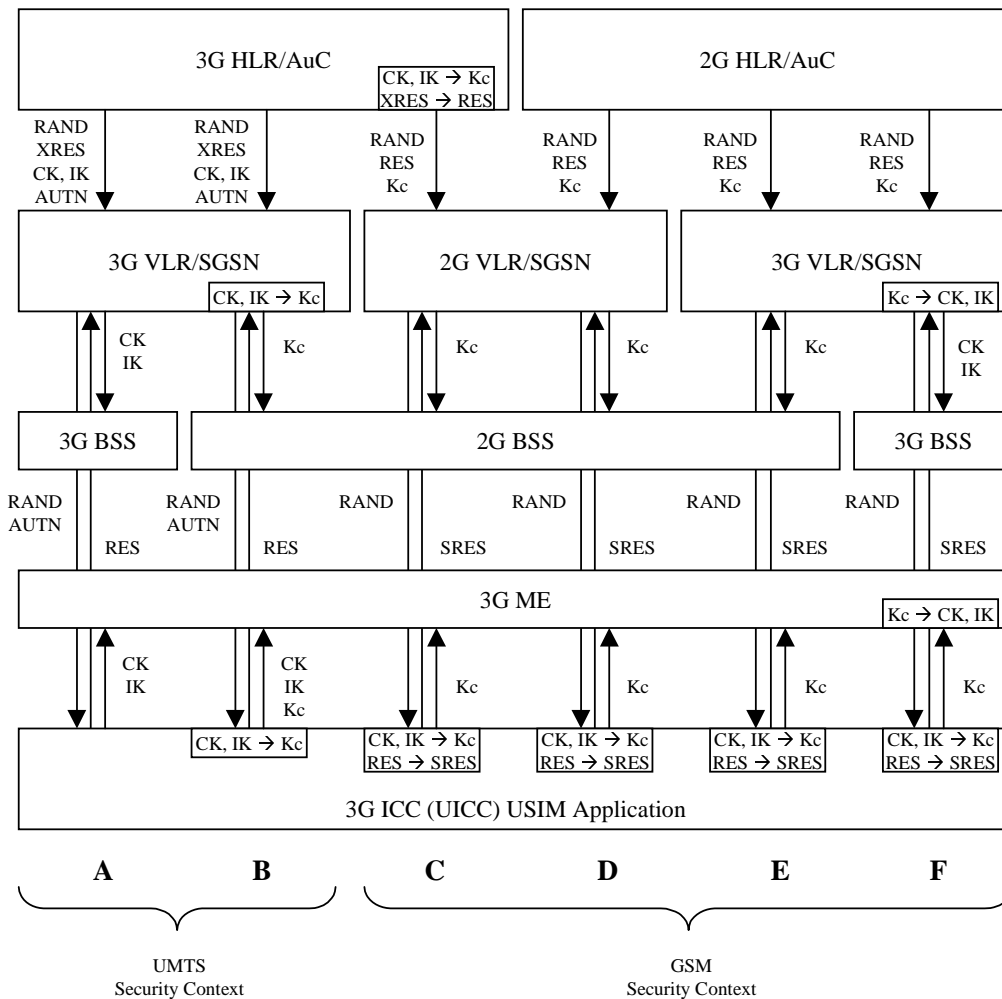 3G HLR/AuC
CK, IK → Kc
XRES → RES
2G HLR/AuC
RAND
XRES
CK, IK
AUTN
RAND
XRES
CK, IK
AUTN
RAND
RES
Kc
RAND
RES
Kc
RAND
RES
Kc
RAND
RES
Kc
3G VLR/SGSN
CK, IK → Kc
2G VLR/SGSN
3G VLR/SGSN
Kc → CK, IK
CK
IK
Kc
Kc
Kc
Kc
CK
IK
3G BSS
2G BSS
3G BSS
RAND
AUTN
RES
RAND
AUTN
RES
RAND
SRES
RAND
SRES
RAND
SRES
RAND
SRES
3G ME
Kc → CK, IK
CK
IK
CK
IK
Kc
Kc
Kc
Kc
Kc
CK, IK → Kc
CK, IK → Kc
RES → SRES
CK, IK → Kc
RES → SRES
CK, IK → Kc
RES → SRES
CK, IK → Kc
RES → SRES
3G ICC (UICC) USIM Application
A B C D E F
UMTS
Security Context
GSM
Security Context